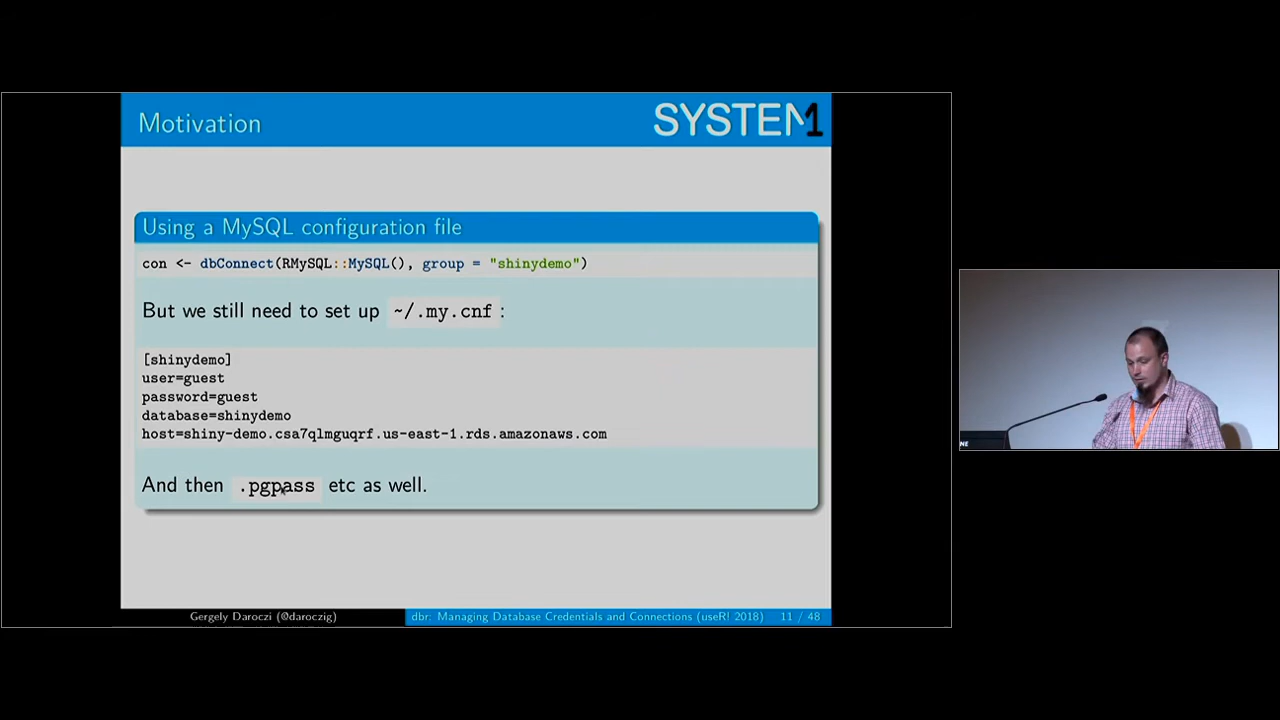 Motivation
SYSTEM1
Using a MySQL configuration file
con <- dbConnect(RMySQL::MySQL(), group = "shinydemo")
But we still need to set up ~/.my.cnf :
[shinydemo]
user=guest
password=guest
database=shinydemo
host=shiny-demo.csa7qlmguqrf.us-east-1.rds.amazonaws.com
And then .pgpass etc as well.
Gergely Daroczi (@daroczig)
dbr: Managing Database Credentials and Connections (useR! 2018)
11 / 48